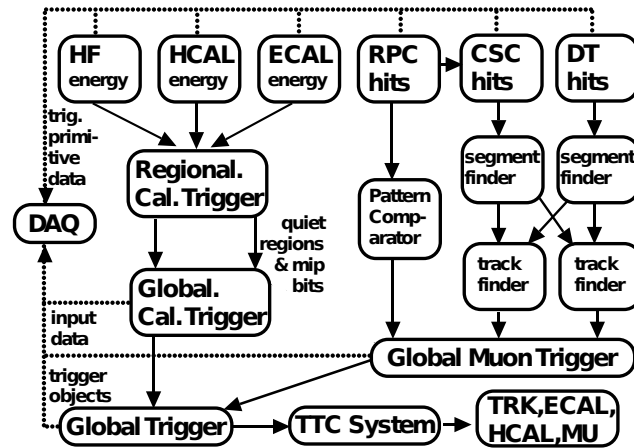 HF
energy
HCAL
energy
ECAL
energy
RPC
hits
CSC
hits
DT
hits
trig.
primi-
tive
data
Regional.
Cal. Trigger
segment
finder
segment
finder
Pattern
Comp-
arator
DAQ
quiet
regions
& mip
bits
Global.
Cal. Trigger
track
finder
track
finder
input
data
Global Muon Trigger
trigger
objects
Global Trigger
TTC System
TRK,ECAL,
HCAL,MU